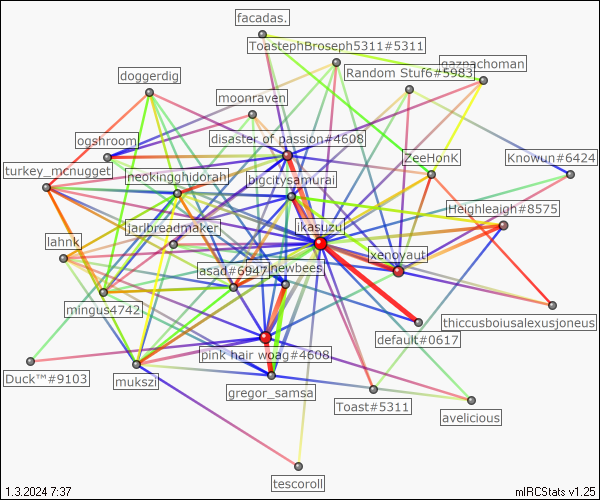 facadas.
ToastephBroseph5311#5311
gaznachoman
Random Stuf6#5983
doggerdig
moonraven
disaster of passion#4608
ogshroom
ZeeHonK
Knowun#6424
turkey_mcnugget
neokingghidorah
bigcitysamurai
Heighleaigh#8575
jaribreadmaker
ikasuzu
lahnk
xenovaut
asad#6947
newbees
mingus4742
thiccusboiusalexusjoneus
default#0617
pink hair woag#4608
Duck™#9103
mukszi
gregor_samsa
Toast#5311
avelicious
tescoroll
1.3.2024 7:37
mIRCStats v1.25